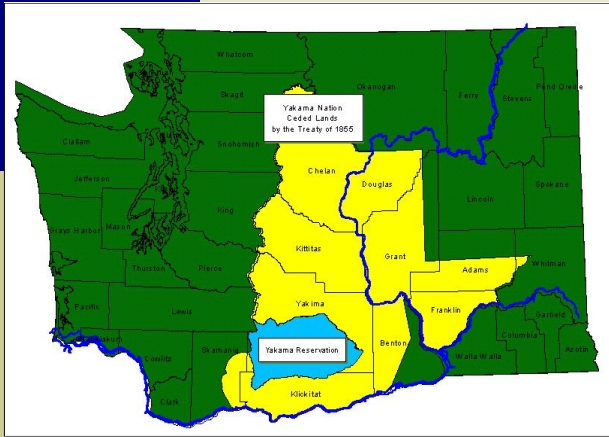 Whatcom
Okanogan
Ferry
Stevens
Pend Oreille
Skagit
Yakama Nation
Ceded Lands
by the Treaty of 1855
Clallam
Snohomish
Chelan
Douglas
Jefferson
Lincoln
Spokane
King
Grays Harbor
Mason
Kittitas
Grant
Adams
Whitman
Thurston
Pierce
Yakima
Franklin
Pacific
Lewis
Garfield
Columbia
Asotin
Benton
Walla Walla
Cowlitz
Skamania
Yakama Reservation
Klickitat
Clark